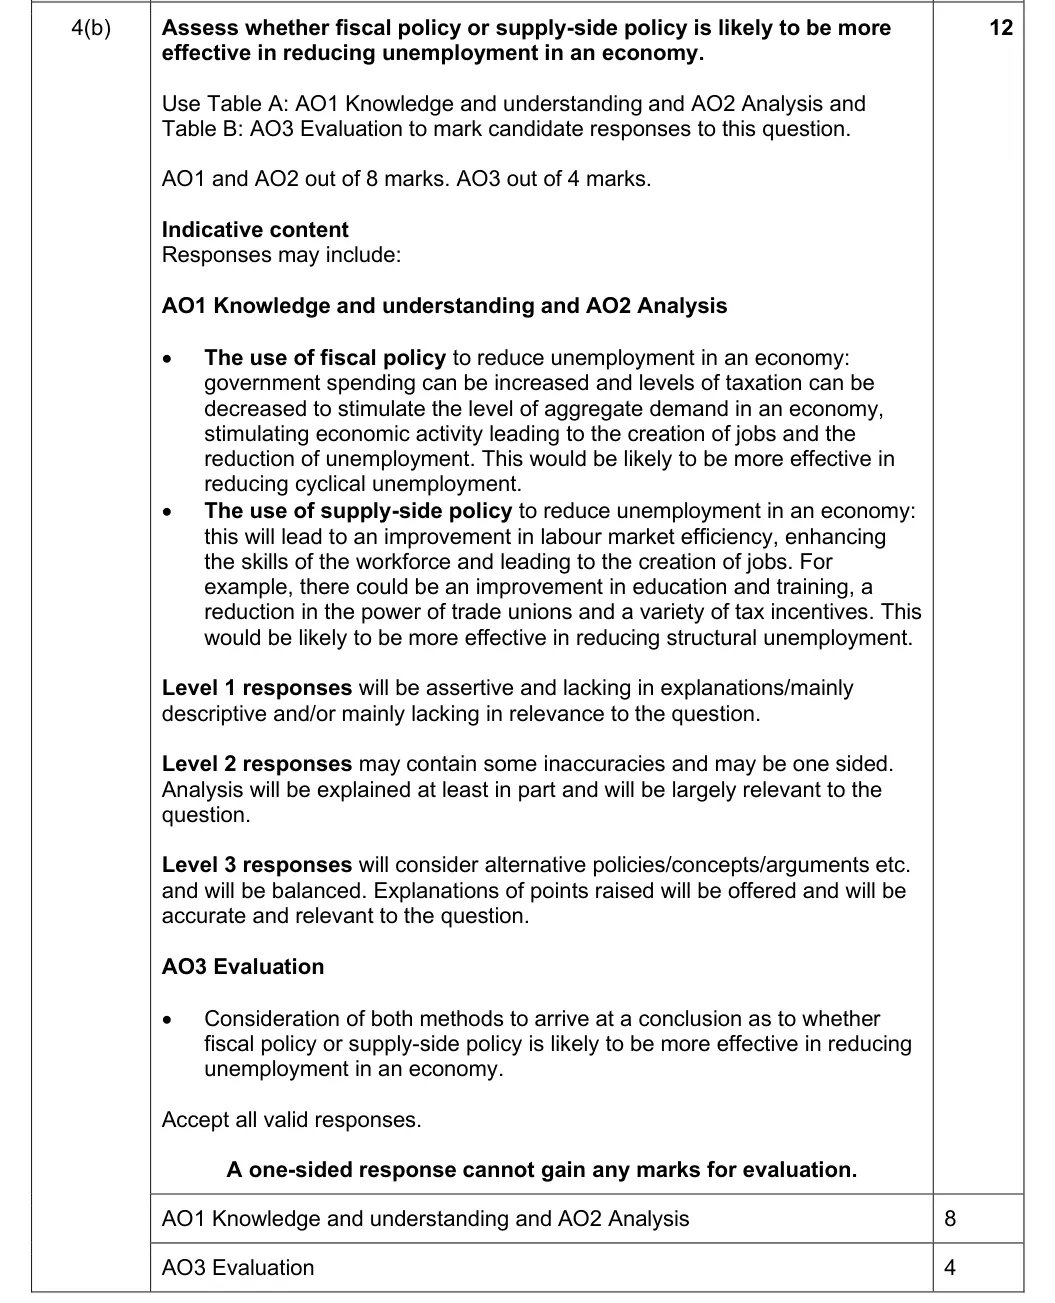 4(b)
Assess whether fiscal policy or supply-side policy is likely to be more
effective in reducing unemployment in an economy.
12
Use Table A: AO1 Knowledge and understanding and AO2 Analysis and
Table B: AO3 Evaluation to mark candidate responses to this question.
AO1 and AO2 out of 8 marks. AO3 out of 4 marks.
Indicative content
Responses may include:
AO1 Knowledge and understanding and AO2 Analysis
• The use of fiscal policy to reduce unemployment in an economy:
government spending can be increased and levels of taxation can be
decreased to stimulate the level of aggregate demand in an economy,
stimulating economic activity leading to the creation of jobs and the
reduction of unemployment. This would be likely to be more effective in
reducing cyclical unemployment.
• The use of supply-side policy to reduce unemployment in an economy:
this will lead to an improvement in labour market efficiency, enhancing
the skills of the workforce and leading to the creation of jobs. For
example, there could be an improvement in education and training, a
reduction in the power of trade unions and a variety of tax incentives. This
would be likely to be more effective in reducing structural unemployment.
Level 1 responses will be assertive and lacking in explanations/mainly
descriptive and/or mainly lacking in relevance to the question.
Level 2 responses may contain some inaccuracies and may be one sided.
Analysis will be explained at least in part and will be largely relevant to the
question.
Level 3 responses will consider alternative policies/concepts/arguments etc.
and will be balanced. Explanations of points raised will be offered and will be
accurate and relevant to the question.
AO3 Evaluation
• Consideration of both methods to arrive at a conclusion as to whether
fiscal policy or supply-side policy is likely to be more effective in reducing
unemployment in an economy.
Accept all valid responses.
A one-sided response cannot gain any marks for evaluation.
AO1 Knowledge and understanding and AO2 Analysis
8
AO3 Evaluation
4